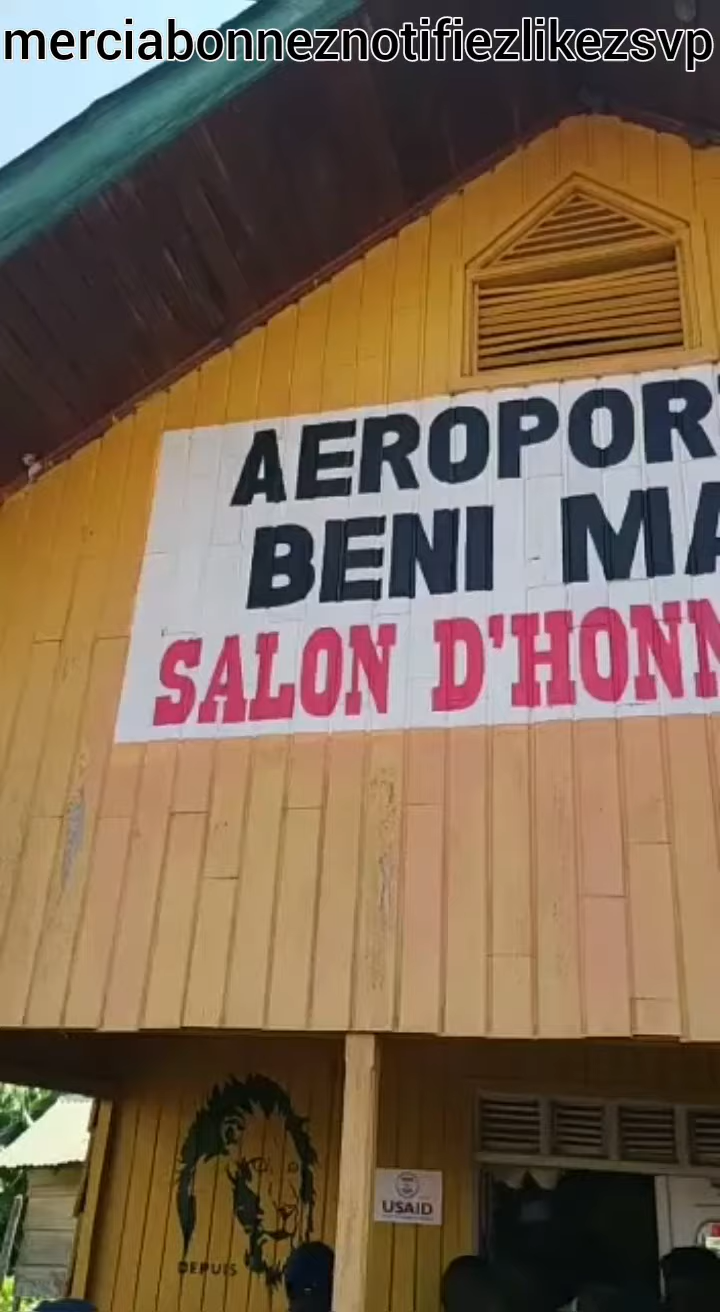 merciabonneznotifiezlikezsvp
AEROPOR
BENI MA
SALON D'HONN
USAID
DEPUIS